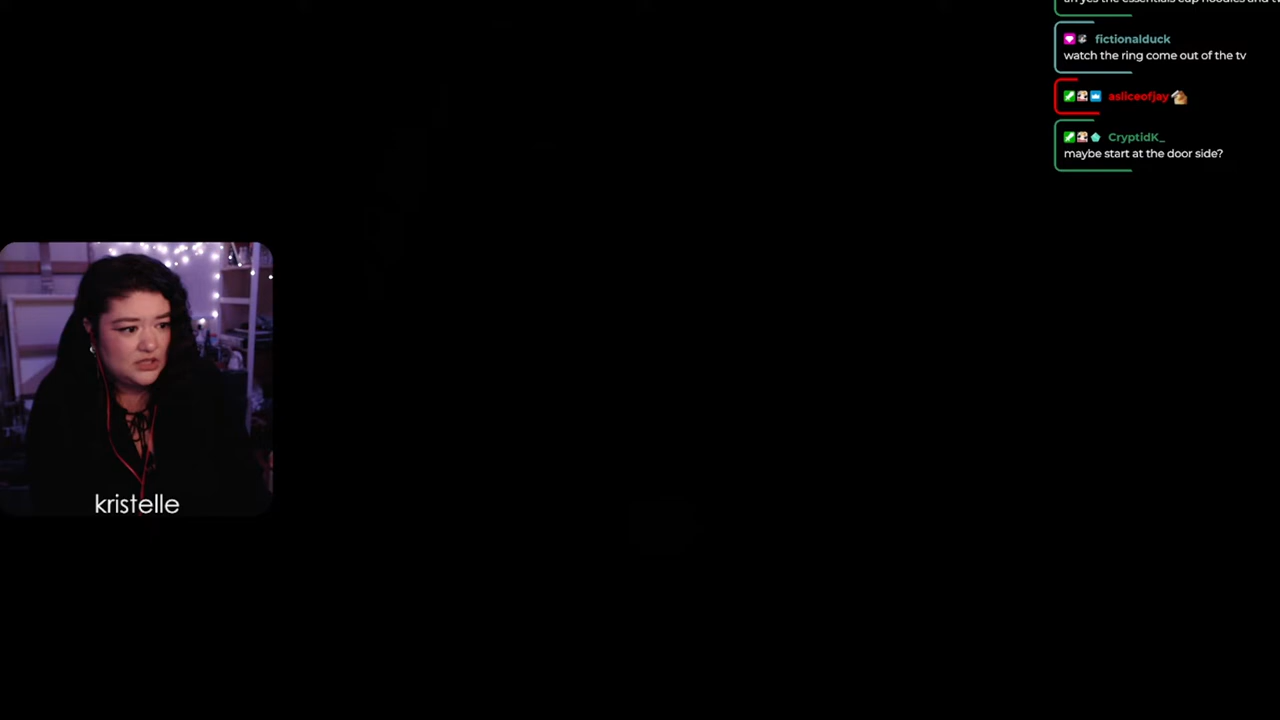 fictionalduck
watch the ring come out of the tv
asliceofjay
CryptidK_
maybe start at the door side?
kristelle